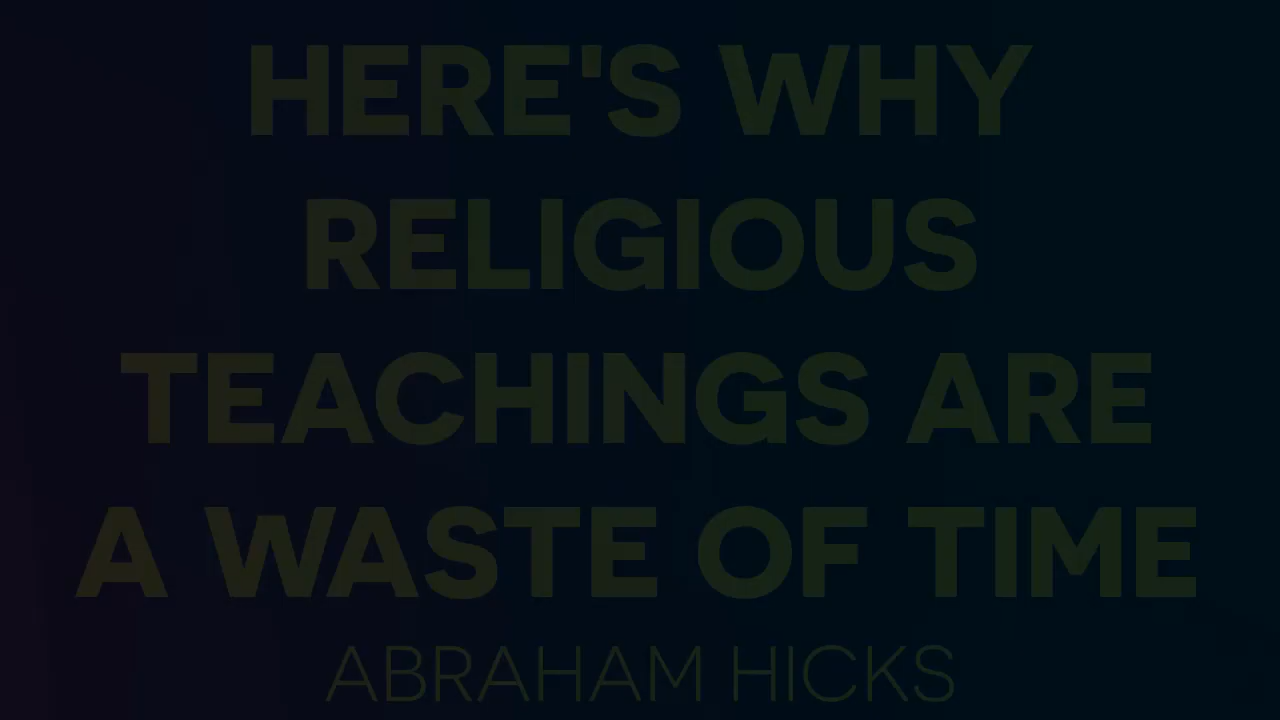 HERE'S WHY
RELIGIOUS
TEACHINGS ARE
A WASTE OF TIME
ABRAHAM HICKS